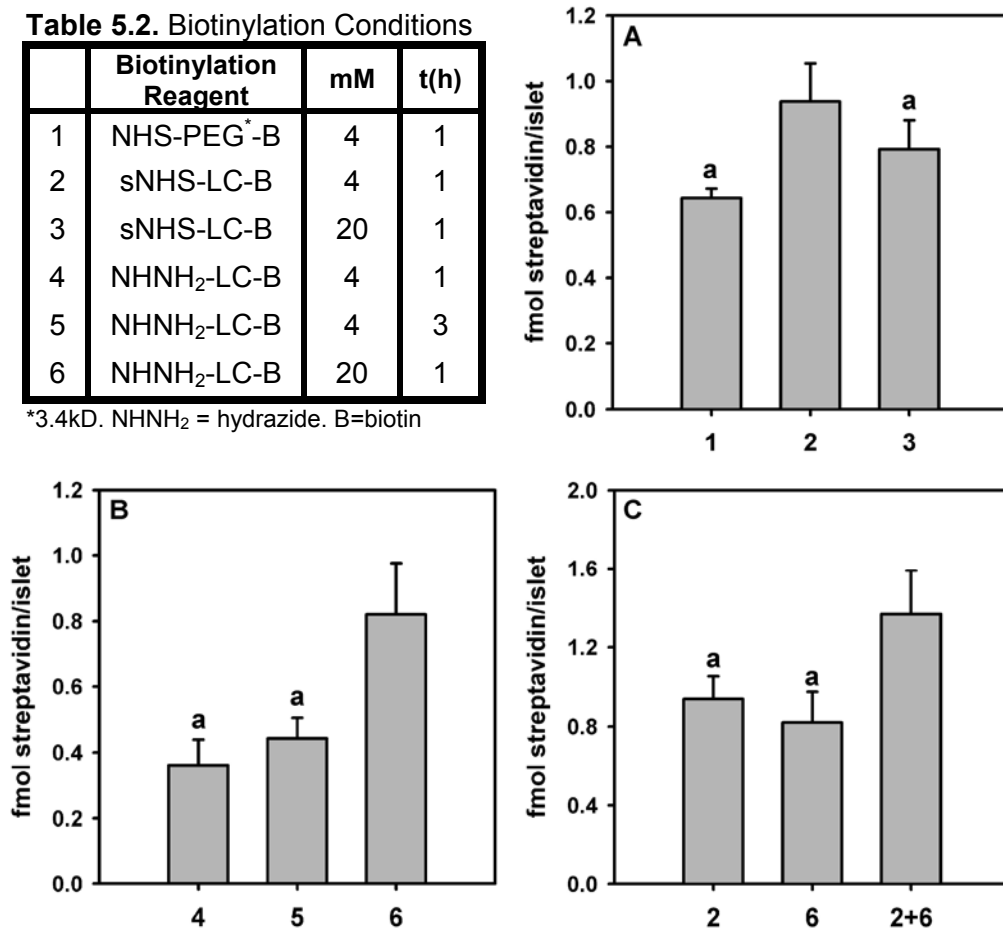 Table 5.2. Biotinylation Conditions
Biotinylation Reagent mM t(h)
1 NHS-PEG*-B 4 1
2 sNHS-LC-B 4 1
3 sNHS-LC-B 20 1
4 NHNH₂-LC-B 4 1
5 NHNH₂-LC-B 4 3
6 NHNH₂-LC-B 20 1
*3.4kD. NHNH₂ = hydrazide. B=biotin
A
fmol streptavidin/islet
1.2
1.0
0.8
0.6
0.4
0.2
0.0
a
a
1 2 3
B
fmol streptavidin/islet
1.2
1.0
0.8
0.6
0.4
0.2
0.0
a
a
4 5 6
C
fmol streptavidin/islet
2.0
1.6
1.2
0.8
0.4
0.0
a
a
2 6 2+6